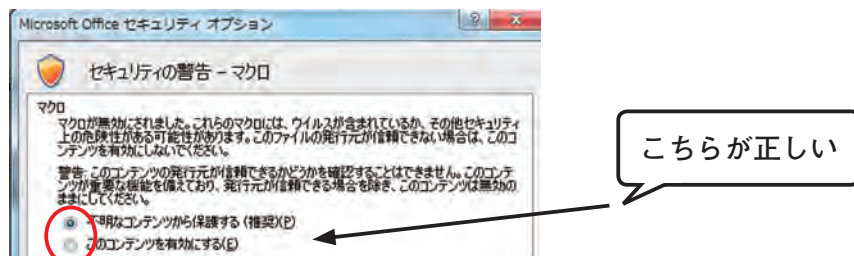 Microsoft Office セキュリティ オプション
セキュリティの警告 - マクロ
マクロ
マクロが無効にされました。これらのマクロには、ウイルスが含まれているか、その他セキュリティ
上の危険性がある可能性があります。このファイルの発行元が信頼できない場合は、このコ
ンテンツを有効にしないでください。
警告: このコンテンツの発行元が信頼できるかどうかを確認することはできません。このコンテ
ンツが重要な機能を備えており、発行元が信頼できる場合を除き、このコンテンツは無効の
ままにしてください。
不明なコンテンツから保護する (推奨)(P)
このコンテンツを有効にする(E)
こちらが正しい